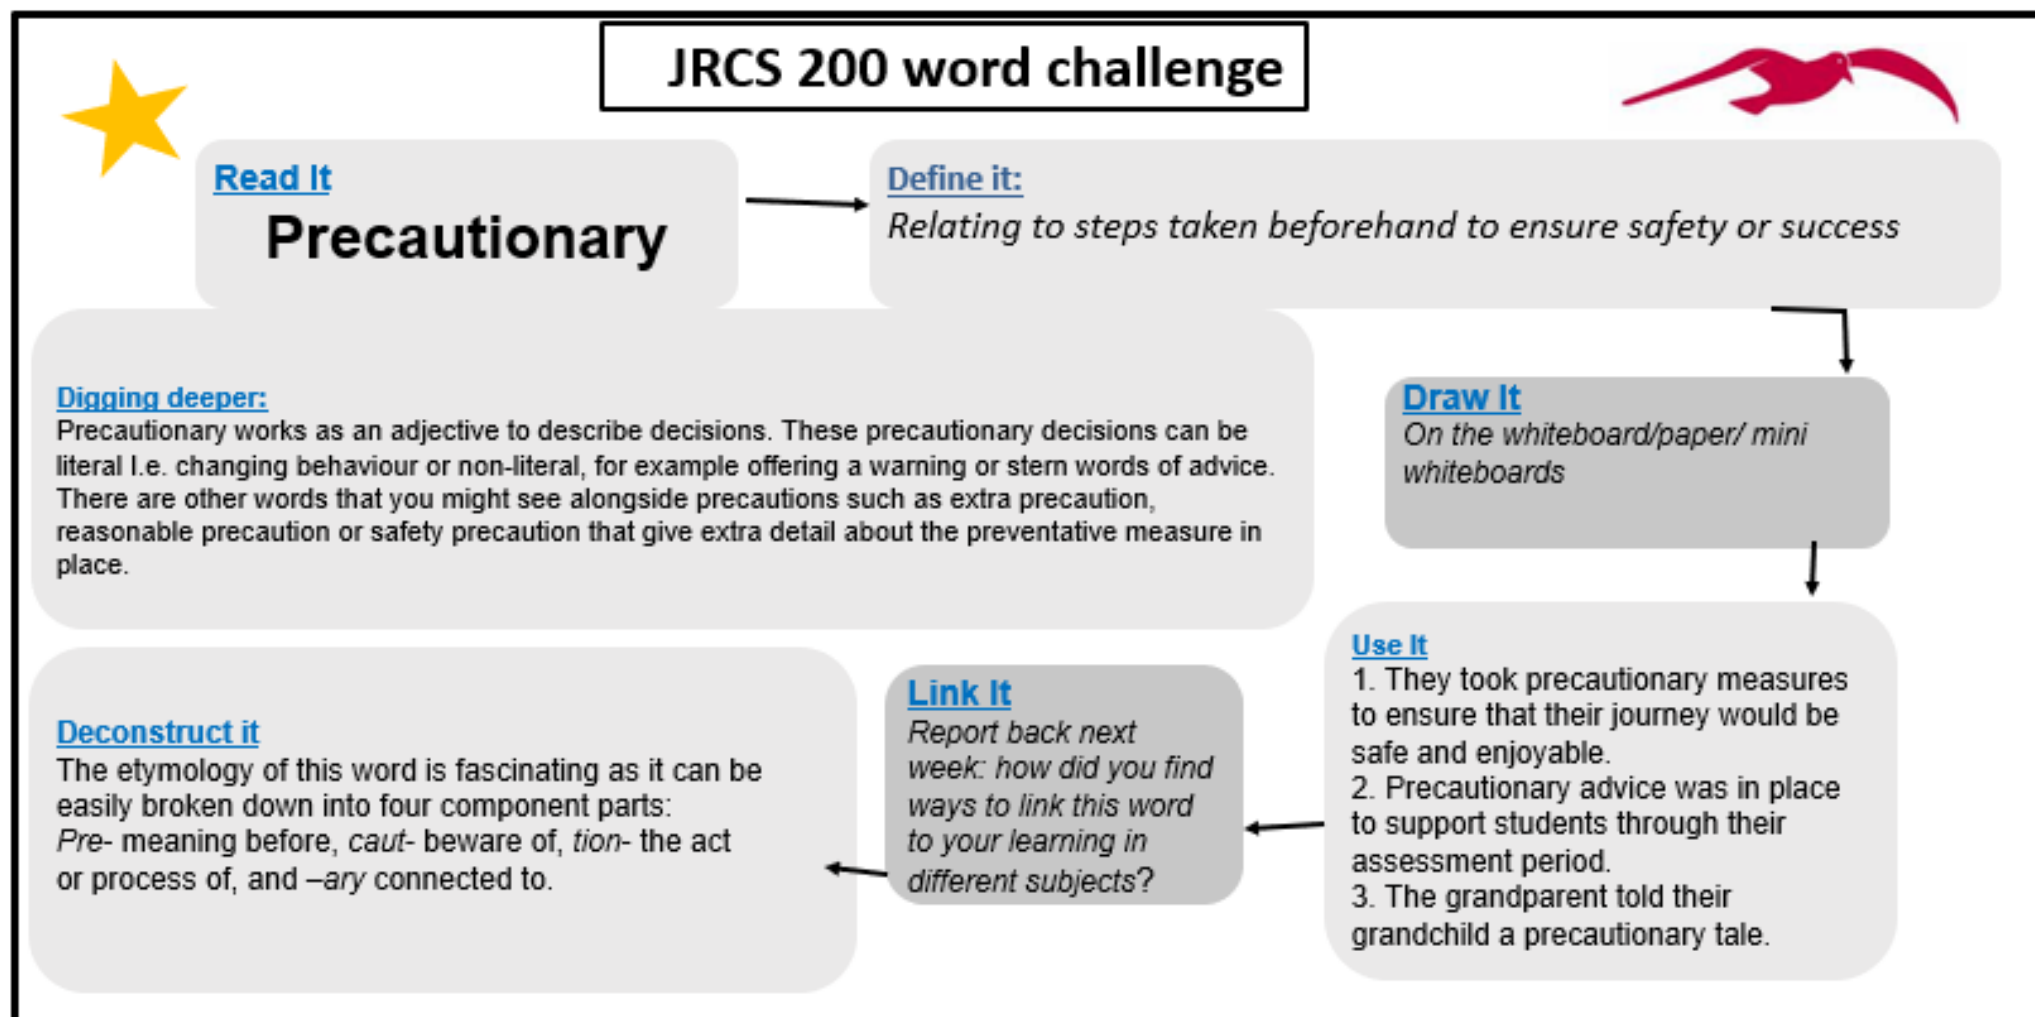 JRCS 200 word challenge
Read It
Precautionary
Define it:
Relating to steps taken beforehand to ensure safety or success
Digging deeper:
Precautionary works as an adjective to describe decisions. These precautionary decisions can be
literal I.e. changing behaviour or non-literal, for example offering a warning or stern words of advice.
There are other words that you might see alongside precautions such as extra precaution,
reasonable precaution or safety precaution that give extra detail about the preventative measure in
place.
Draw It
On the whiteboard/paper/ mini
whiteboards
Use It
1. They took precautionary measures
to ensure that their journey would be
safe and enjoyable.
2. Precautionary advice was in place
to support students through their
assessment period.
3. The grandparent told their
grandchild a precautionary tale.
Link It
Report back next
week: how did you find
ways to link this word
to your learning in
different subjects?
Deconstruct it
The etymology of this word is fascinating as it can be
easily broken down into four component parts:
Pre- meaning before, caut- beware of, tion- the act
or process of, and –ary connected to.